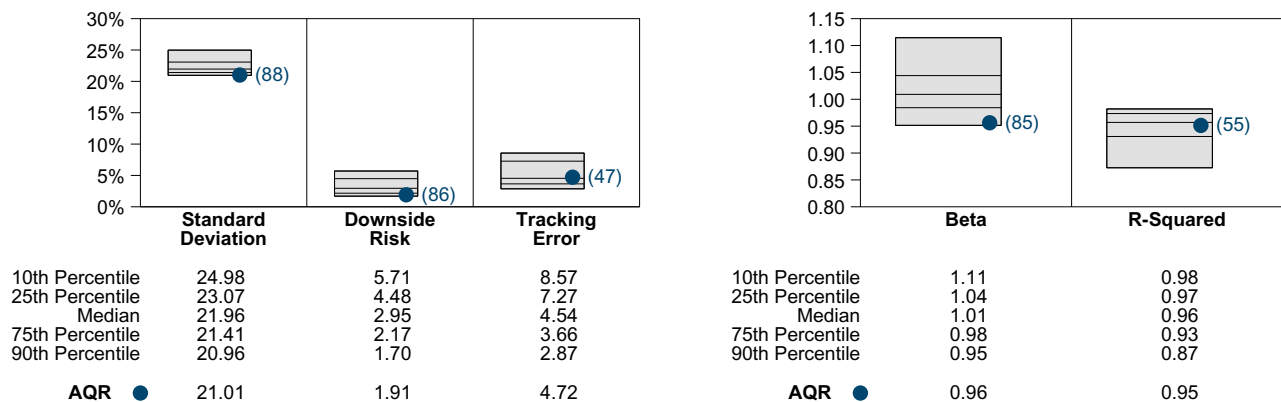 30%
25%
20%
15%
10%
5%
0%
(88)
(86)
(47)
Standard Deviation
Downside Risk
Tracking Error
10th Percentile 24.98 5.71 8.57
25th Percentile 23.07 4.48 7.27
Median 21.96 2.95 4.54
75th Percentile 21.41 2.17 3.66
90th Percentile 20.96 1.70 2.87
AQR 21.01 1.91 4.72
1.15
1.10
1.05
1.00
0.95
0.90
0.85
0.80
(85)
(55)
Beta
R-Squared
10th Percentile 1.11 0.98
25th Percentile 1.04 0.97
Median 1.01 0.96
75th Percentile 0.98 0.93
90th Percentile 0.95 0.87
AQR 0.96 0.95